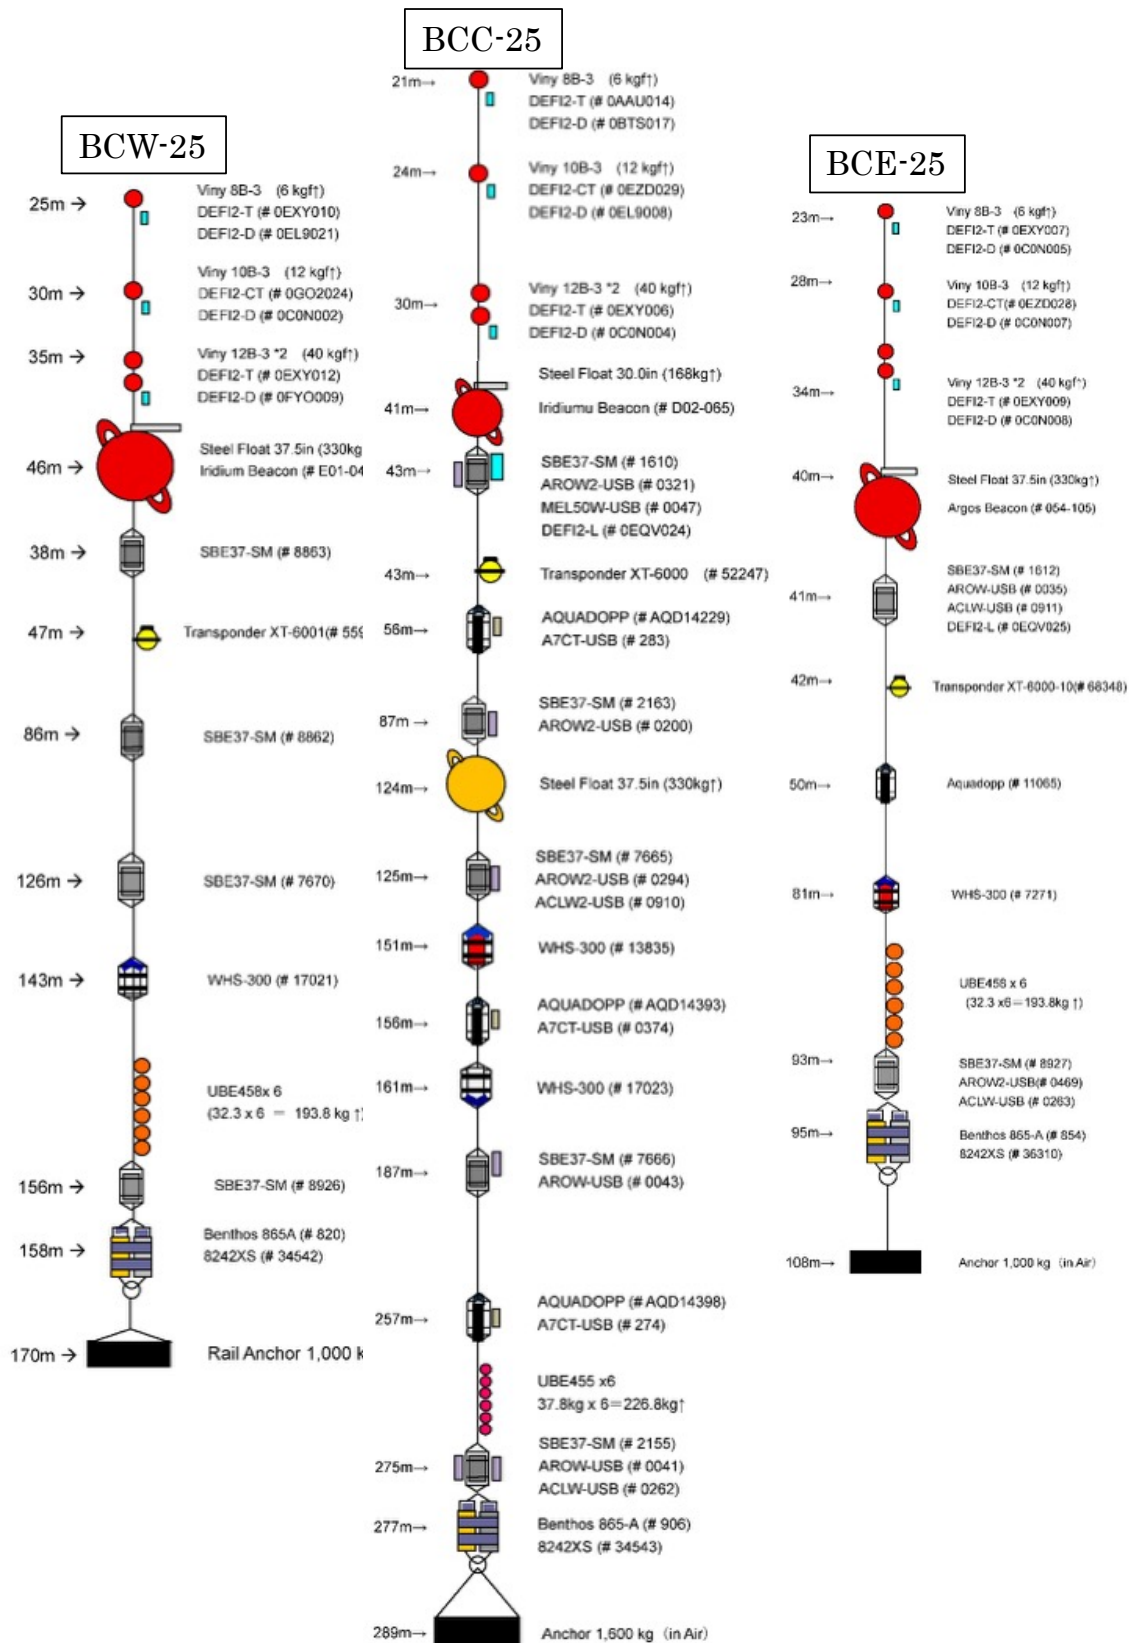 BCW-25
25m →
Viny 8B-3 (6 kgf↑)
DEFI2-T (# 0EXY010)
DEFI2-D (# 0EL9021)
30m →
Viny 10B-3 (12 kgf↑)
DEFI2-CT (# 0GO2024)
DEFI2-D (# 0C0N002)
35m →
Viny 12B-3 *2 (40 kgf↑)
DEFI2-T (# 0EXY012)
DEFI2-D (# 0FYO009)
46m →
Steel Float 37.5in (330kg
Iridium Beacon (# E01-04
38m →
SBE37-SM (# 8863)
47m →
Transporder XT-6001(# 559
86m →
SBE37-SM (# 8862)
126m →
SBE37-SM (# 7670)
143m →
WHS-300 (# 17021)
UBE458x 6
(32.3 x 6 = 193.8 kg ↑)
156m →
SBE37-SM (# 8926)
158m →
Benthos 865A (# 820)
8242XS (# 34542)
170m →
Rail Anchor 1,000 k
BCC-25
21m→
Viny 8B-3 (6 kgf↑)
DEFI2-T (# 0AAU014)
DEFI2-D (# 0BTS017)
24m→
Viny 10B-3 (12 kgf↑)
DEFI2-CT (# 0EZD029)
DEFI2-D (# 0EL9008)
30m→
Viny 12B-3 *2 (40 kgf↑)
DEFI2-T (# 0EXY006)
DEFI2-D (# 0C0N004)
Steel Float 30.0in (168kg↑)
41m→
Iridiumu Beacon (# D02-065)
43m→
SBE37-SM (# 1610)
AROW2-USB (# 0321)
MEL50W-USB (# 0047)
DEFI2-L (# 0EQV024)
43m→
Transponder XT-6000 (# 52247)
56m→
AQUADOPP (# AQD14229)
A7CT-USB (# 283)
87m→
SBE37-SM (# 2163)
AROW2-USB (# 0200)
124m→
Steel Float 37.5in (330kg↑)
125m→
SBE37-SM (# 7665)
AROW2-USB (# 0294)
ACLW2-USB (# 0910)
151m→
WHS-300 (# 13835)
156m→
AQUADOPP (# AQD14393)
A7CT-USB (# 0374)
161m→
WHS-300 (# 17023)
187m→
SBE37-SM (# 7666)
AROW-USB (# 0043)
257m→
AQUADOPP (# AQD14398)
A7CT-USB (# 274)
UBE455 x6
37.8kg x 6=226.8kg↑
275m→
SBE37-SM (# 2155)
AROW-USB (# 0041)
ACLW-USB (# 0262)
277m→
Benthos 865-A (# 906)
8242XS (# 34543)
289m→
Anchor 1,600 kg (in Air)
BCE-25
23m→
Viny 8B-3 (6 kgf↑)
DEFI2-T (# 0EXY007)
DEFI2-D (# 0C0N005)
28m→
Viny 10B-3 (12 kgf↑)
DEFI2-CT(# 0EZD028)
DEFI2-D (# 0C0N007)
34m→
Viny 12B-3 *2 (40 kgf↑)
DEFI2-T (# 0EXY009)
DEFI2-D (# 0C0N008)
40m→
Steel Float 37.5in (330kg↑)
Argos Beacon (# 054-105)
41m→
SBE37-SM (# 1612)
AROW-USB (# 0035)
ACLW-USB (# 0911)
DEFI2-L (# 0EQV025)
42m→
Transponder XT-6000-10(# 68348)
50m→
Aquadopp (# 11065)
81m→
WHS-300 (# 7271)
UBE458 x 6
(32.3 x6=193.8kg ↑)
93m→
SBE37-SM (# 8927)
AROW2-USB(# 0469)
ACLW-USB (# 0263)
95m→
Benthos 865-A (# 854)
8242XS (# 36310)
108m→
Anchor 1,000 kg (in Air)